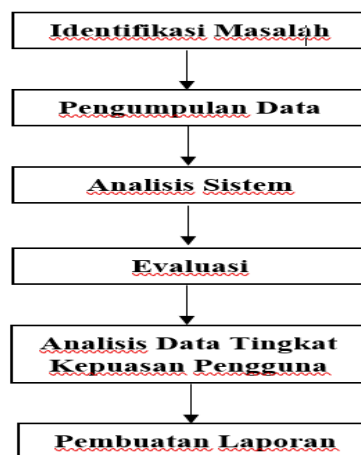 Identifikasi Masalah
Pengumpulan Data
Analisis Sistem
Evaluasi
Analisis Data Tingkat
Kepuasan Pengguna
Pembuatan Laporan